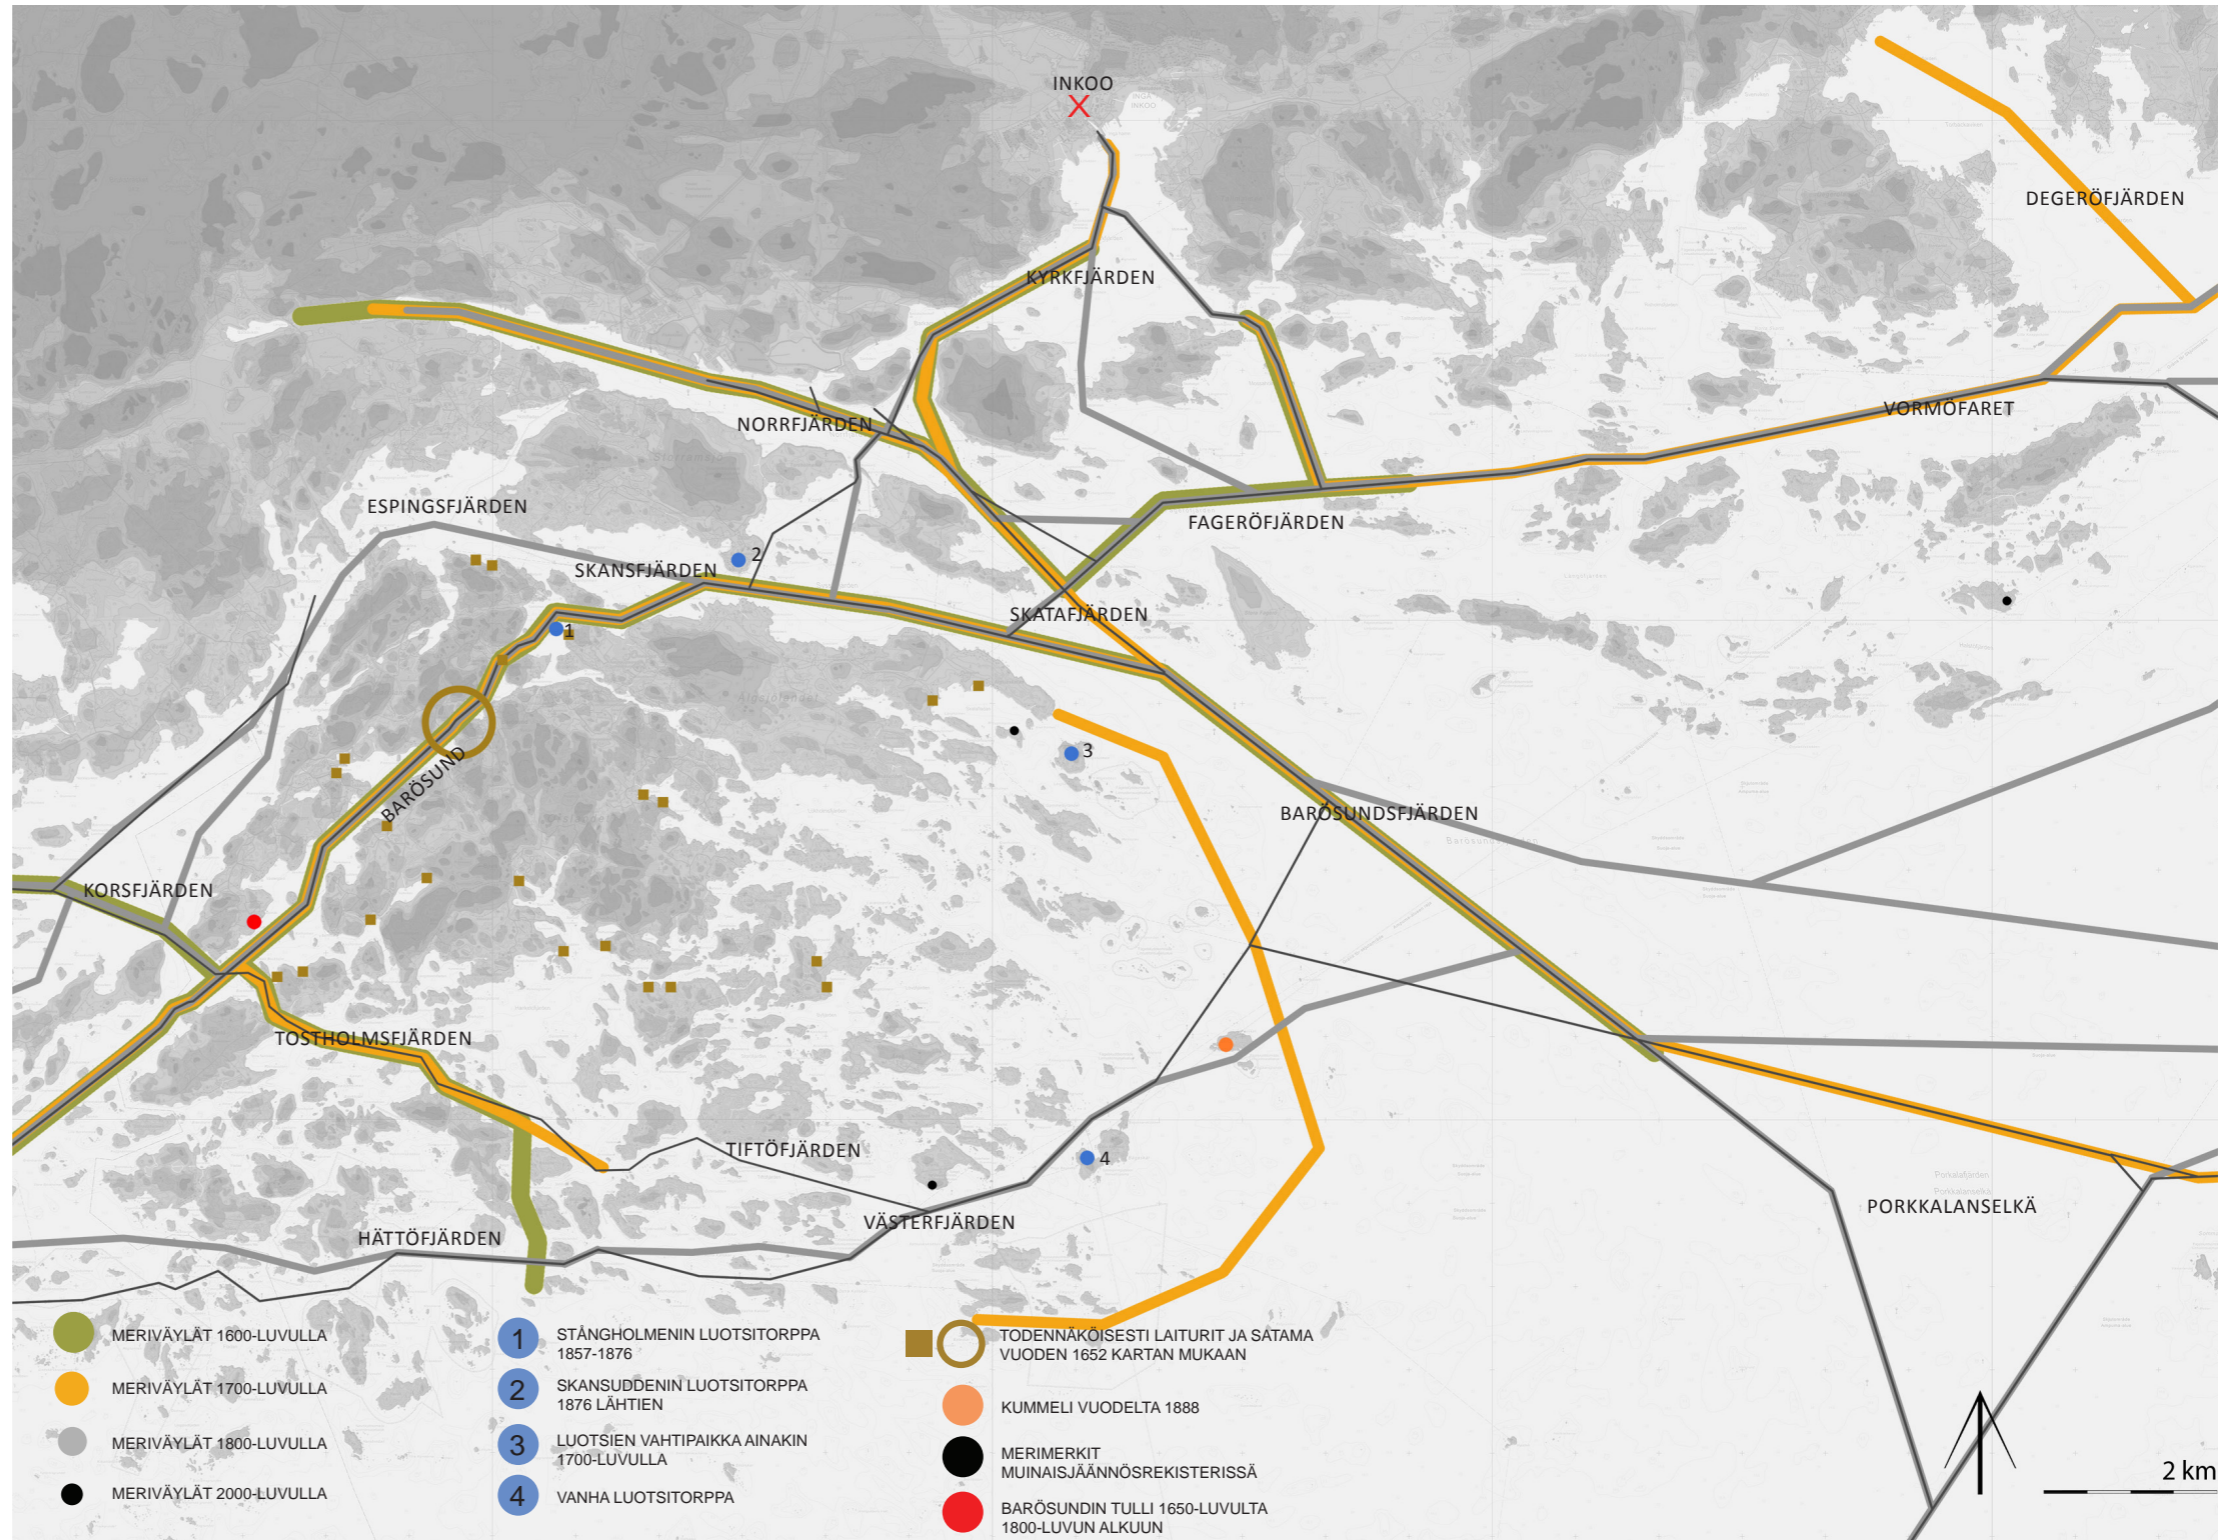 INKOO
DEGERÖFJÄRDEN
KYRKFJÄRDEN
VORMÖFARET
NORRFJÄRDEN
ESPINGSFJÄRDEN
FAGERÖFJÄRDEN
2
SKANSFJÄRDEN
SKATAFJÄRDEN
1
3
BARÖSUND
BARÖSUNDSFJÄRDEN
KORSFJÄRDEN
TOSTHOLMSFJÄRDEN
TIFTÖFJÄRDEN
4
PORKKALANSELKÄ
VÄSTERFJÄRDEN
HÄTTÖFJÄRDEN
MERIVÄYLÄT 1600-LUVULLA
MERIVÄYLÄT 1700-LUVULLA
MERIVÄYLÄT 1800-LUVULLA
MERIVÄYLÄT 2000-LUVULLA
1 STÅNGHOLMENIN LUOTSITORPPA
1857-1876
2 SKANSUDDENIN LUOTSITORPPA
1876 LÄHTIEN
3 LUOTSIEN VAHTIPAIKKA AINAKIN
1700-LUVULLA
4 VANHA LUOTSITORPPA
TODENNÄKÖISESTI LAITURIT JA SATAMA
VUODEN 1652 KARTAN MUKAAN
KUMMELI VUODELTA 1888
MERIMERKIT
MUINAISJÄÄNNÖSREKISTERISSÄ
BARÖSUNDIN TULLI 1650-LUVULTA
1800-LUVUN ALKUUN
2 km